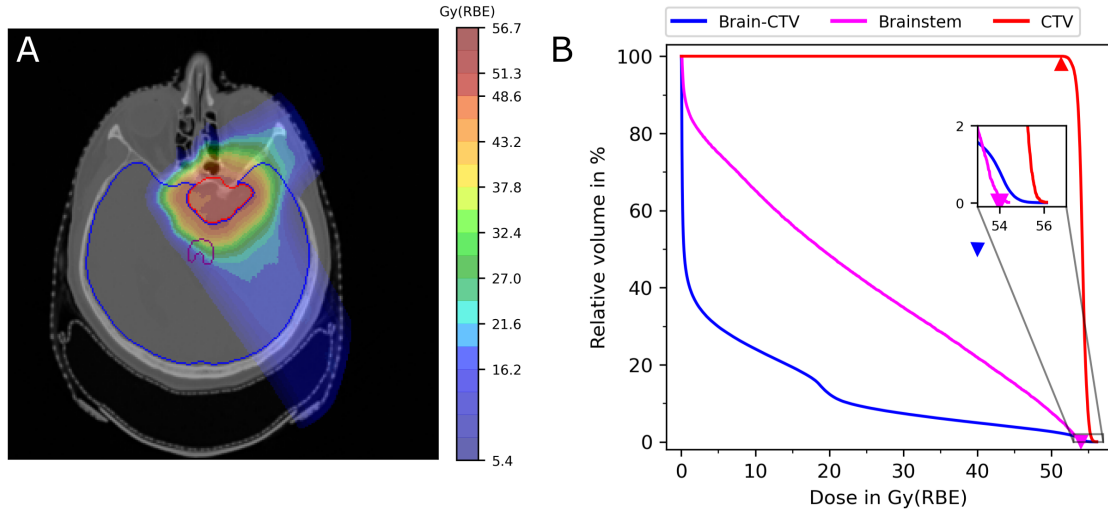 A
Gy(RBE)
56.7
51.3
48.6
43.2
37.8
32.4
27.0
21.6
16.2
5.4
B
Brain-CTV Brainstem CTV
Relative volume in %
100
80
60
40
20
0
2
0
54 56
0 10 20 30 40 50
Dose in Gy(RBE)